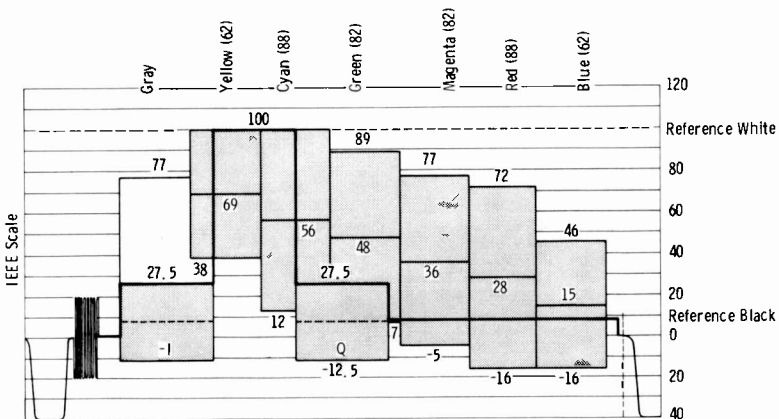 Gray
Yellow (62)
Cyan (88)
Green (82)
Magenta (82)
Red (88)
Blue (62)
120
100
Reference White
89
77
77
80
72
69
60
IEEE Scale
56
48
46
40
38
36
27.5
27.5
28
20
15
12
7
Reference Black
0
-I
Q
-5
-12.5
-16
-16
20
40